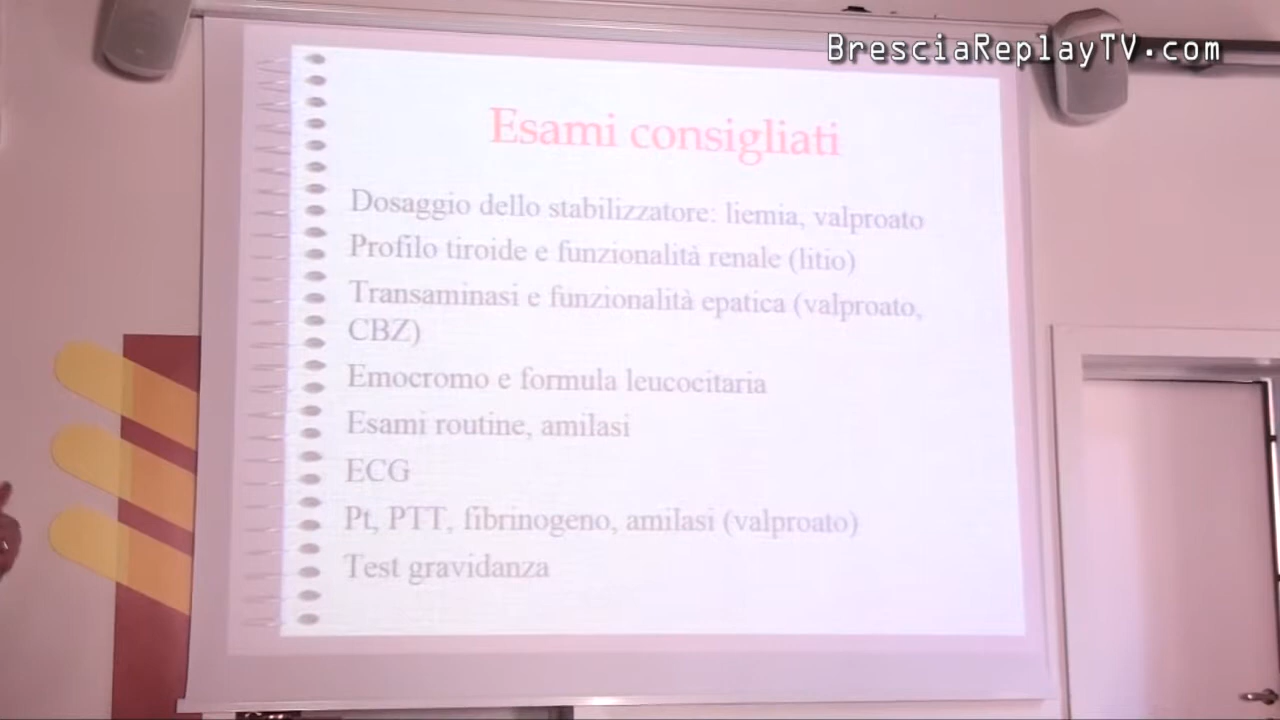 BresciaReplayTV.com
Esami consigliati
Dosaggio dello stabilizzatore: liemia, valproato
Profilo tiroide e funzionalità renale (litio)
Transaminasi e funzionalità epatica (valproato,
CBZ)
Emocromo e formula leucocitaria
Esami routine, amilasi
ECG
Pt, PTT, fibrinogeno, amilasi (valproato)
Test gravidanza